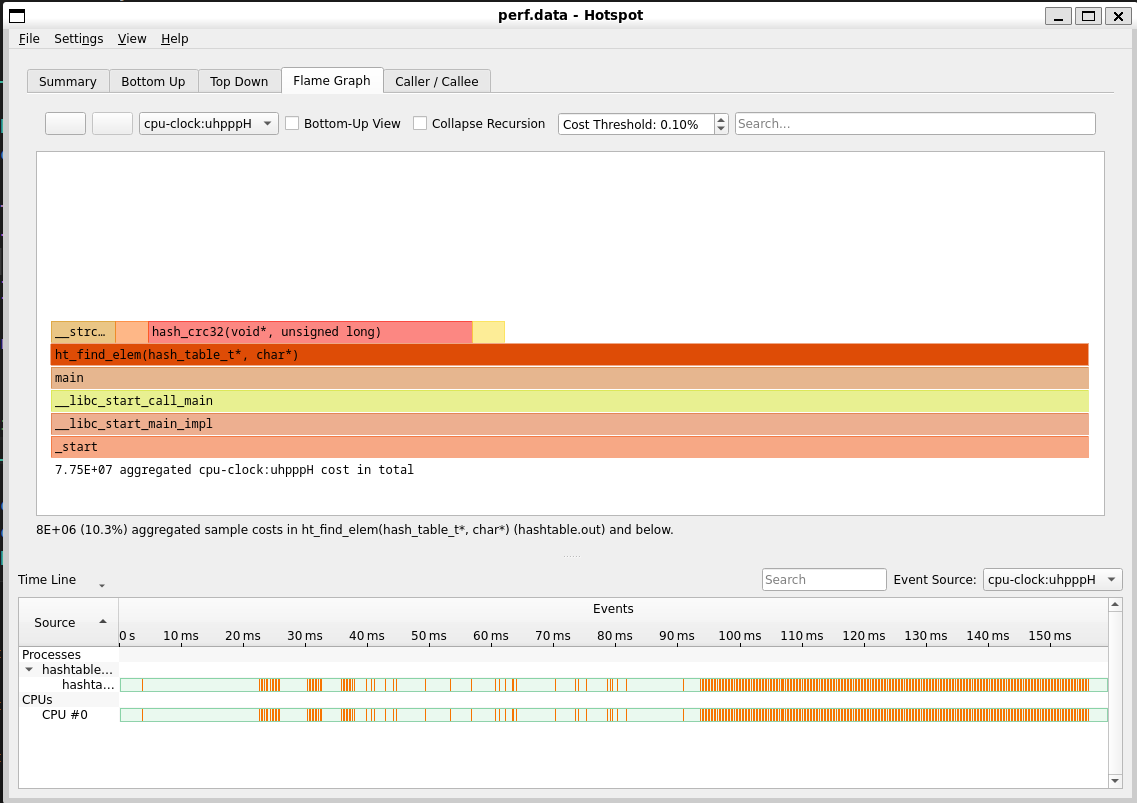 perf.data - Hotspot
File Settings View Help
Summary Bottom Up Top Down Flame Graph Caller / Callee
cpu-clock:uhpppH Bottom-Up View Collapse Recursion Cost Threshold: 0.10% Search...
__strc… hash_crc32(void*, unsigned long)
ht_find_elem(hash_table_t*, char*)
main
__libc_start_call_main
__libc_start_main_impl
_start
7.75E+07 aggregated cpu-clock:uhpppH cost in total
8E+06 (10.3%) aggregated sample costs in ht_find_elem(hash_table_t*, char*) (hashtable.out) and below.
Time Line Search Event Source: cpu-clock:uhpppH
Source Events
0 s 10 ms 20 ms 30 ms 40 ms 50 ms 60 ms 70 ms 80 ms 90 ms 100 ms 110 ms 120 ms 130 ms 140 ms 150 ms
Processes
hashtable...
hashta...
CPUs
CPU #0